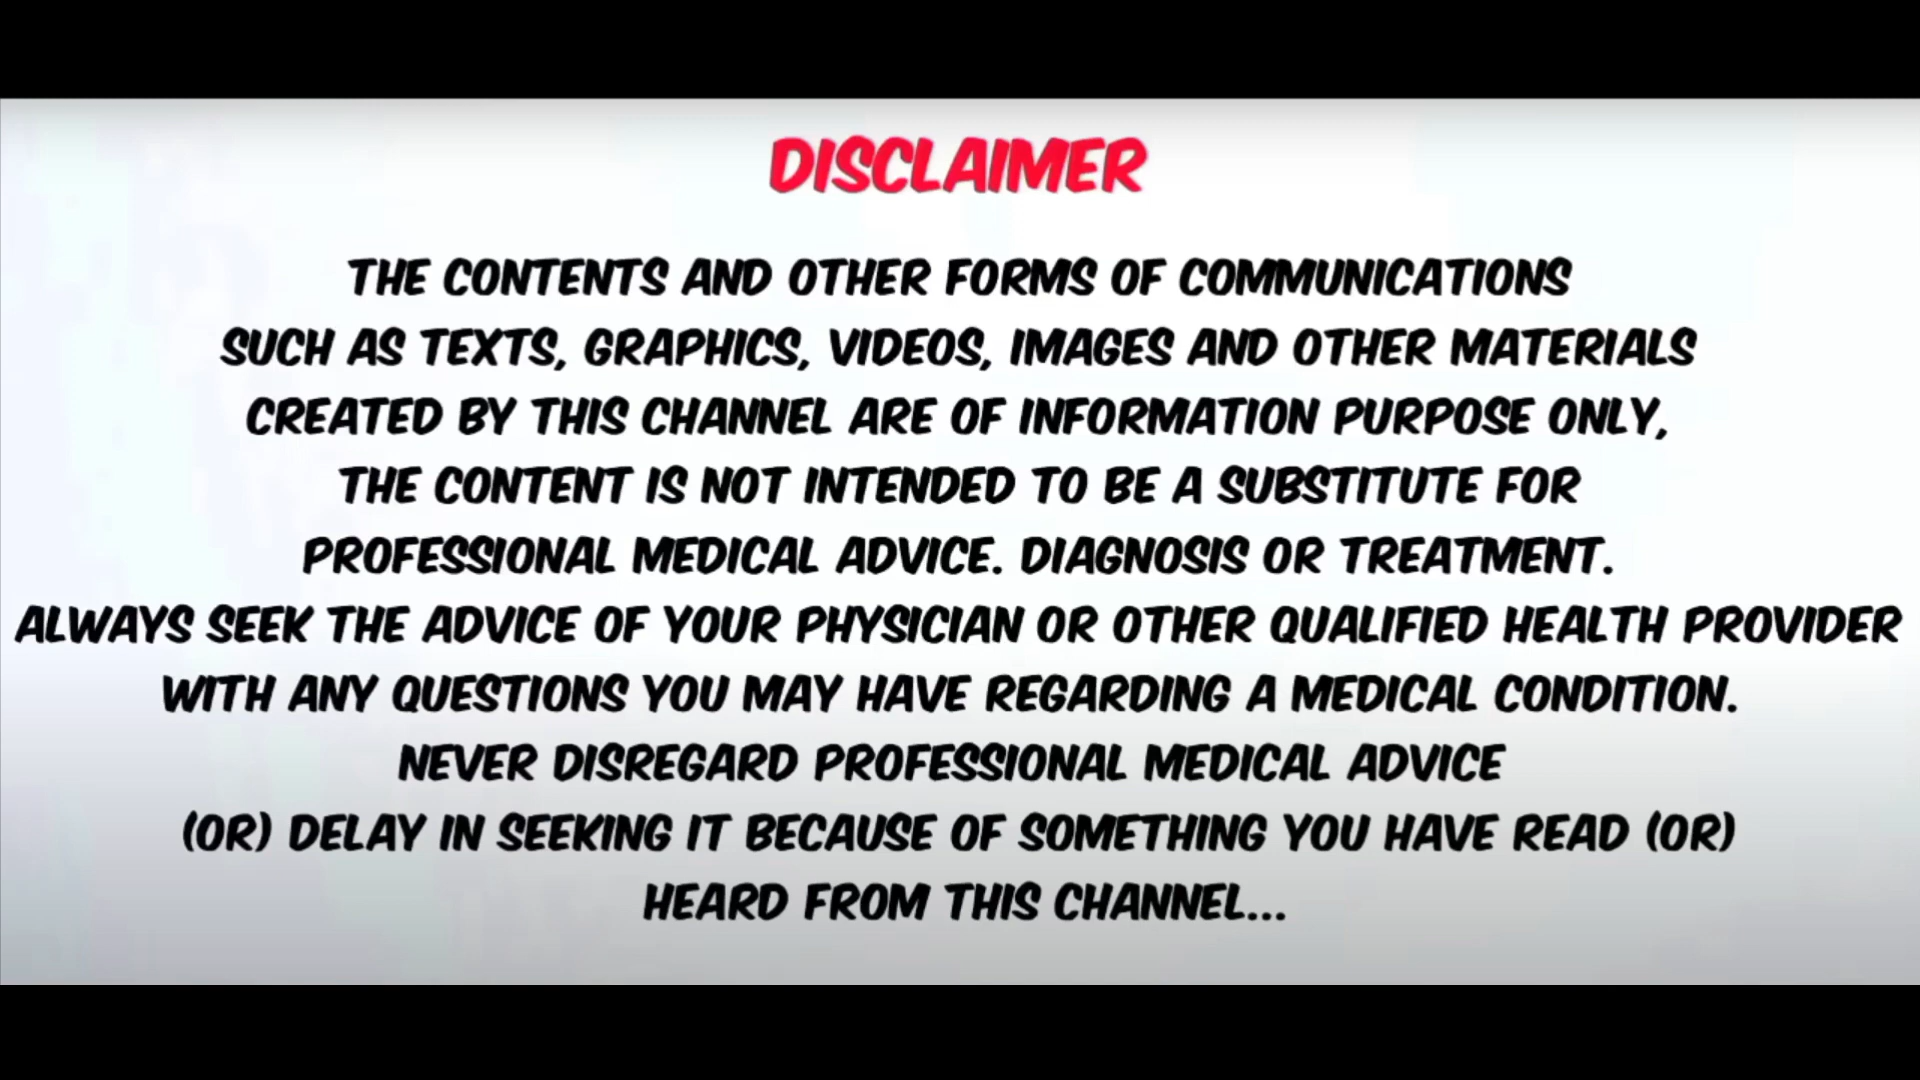 DISCLAIMER
THE CONTENTS AND OTHER FORMS OF COMMUNICATIONS
SUCH AS TEXTS, GRAPHICS, VIDEOS, IMAGES AND OTHER MATERIALS
CREATED BY THIS CHANNEL ARE OF INFORMATION PURPOSE ONLY,
THE CONTENT IS NOT INTENDED TO BE A SUBSTITUTE FOR
PROFESSIONAL MEDICAL ADVICE. DIAGNOSIS OR TREATMENT.
ALWAYS SEEK THE ADVICE OF YOUR PHYSICIAN OR OTHER QUALIFIED HEALTH PROVIDER
WITH ANY QUESTIONS YOU MAY HAVE REGARDING A MEDICAL CONDITION.
NEVER DISREGARD PROFESSIONAL MEDICAL ADVICE
(OR) DELAY IN SEEKING IT BECAUSE OF SOMETHING YOU HAVE READ (OR)
HEARD FROM THIS CHANNEL...